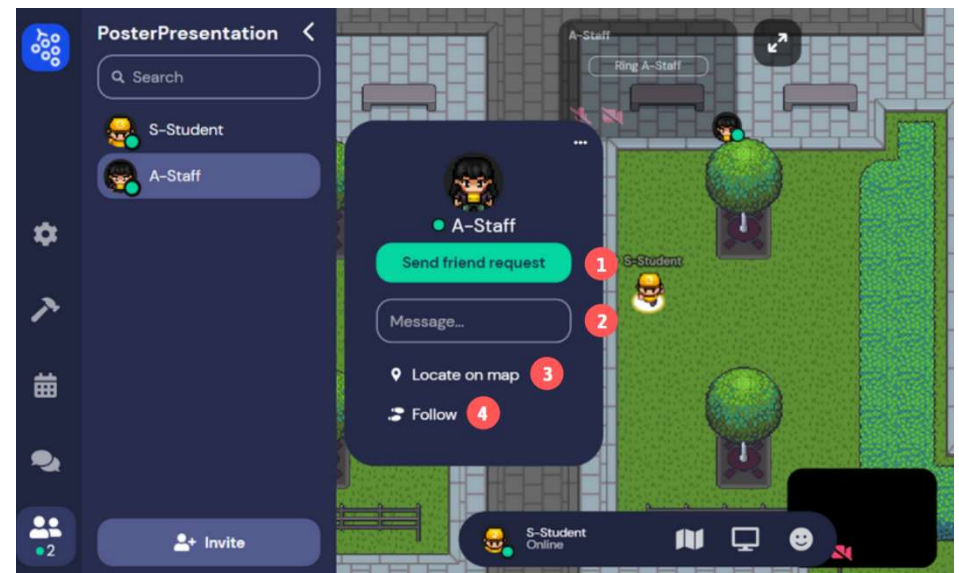 PosterPresentation
Search
S-Student
A-Staff
2
Invite
A-Staff
Ring A-Staff
A-Staff
Send friend request
1
Message...
2
Locate on map
3
Follow
4
S-Student
S-Student
Online